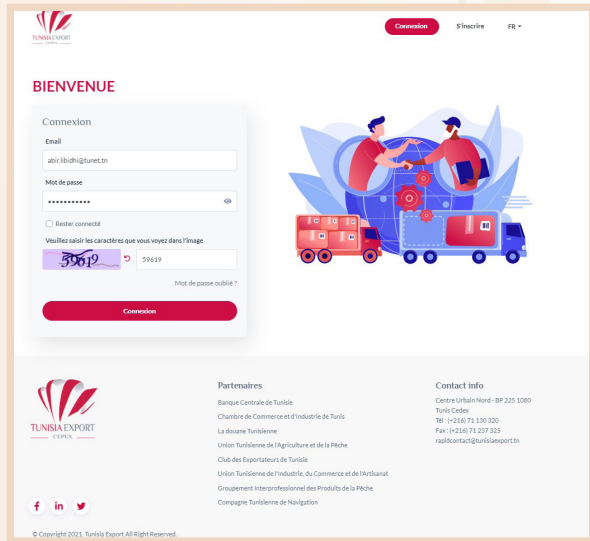 TUNISIA EXPORT
CEPEX
Connexion
S'inscrire
FR
BIENVENUE
Connexion
Email
abir.libidhi@tunet.tn
Mot de passe
•••••••••••
Rester connecté
Veuillez saisir les caractères que vous voyez dans l'image
39619
59619
Mot de passe oublié ?
Connexion
TUNISIA EXPORT
CEPEX
Partenaires
Banque Centrale de Tunisie
Chambre de Commerce et d'Industrie de Tunis
La douane Tunisienne
Union Tunisienne de l'Agriculture et de la Pêche
Club des Exportateurs de Tunisie
Union Tunisienne de l'Industrie, du Commerce et de l'Artisanat
Groupement Interprofessionnel des Produits de la Pêche
Compagne Tunisienne de Navigation
Contact info
Centre Urbain Nord - BP 225 1080
Tunis Cedex
Tél : (+216) 71 130 320
Fax : (+216) 71 237 325
rapidcontact@tunisiaexport.tn
© Copyright 2021. Tunisia Export All Right Reserved.